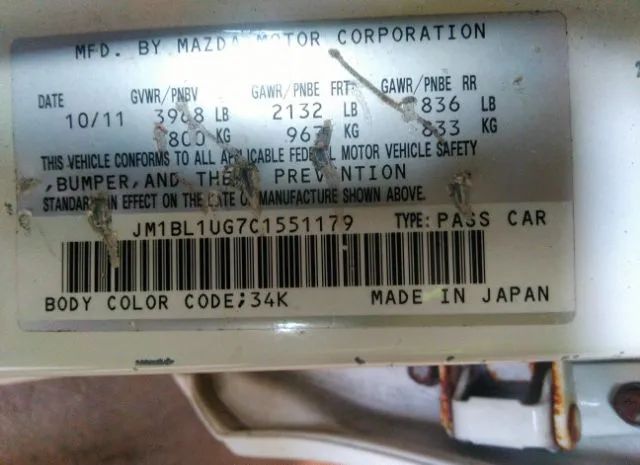 MFD. BY MAZDA MOTOR CORPORATION
DATE GVWR/PNBV GAWR/PNBE FRT: GAWR/PNBE RR
10/11 3968 LB 2132 LB 836 LB
800 KG 967 KG 833 KG
THIS VEHICLE CONFORMS TO ALL APPLICABLE FEDERAL MOTOR VEHICLE SAFETY
,BUMPER,AND THEFT PREVENTION
STANDARDS IN EFFECT ON THE DATE OF MANUFACTURE SHOWN ABOVE.
JM1BL1UG7C1551179 TYPE: PASS CAR
BODY COLOR CODE;34K MADE IN JAPAN